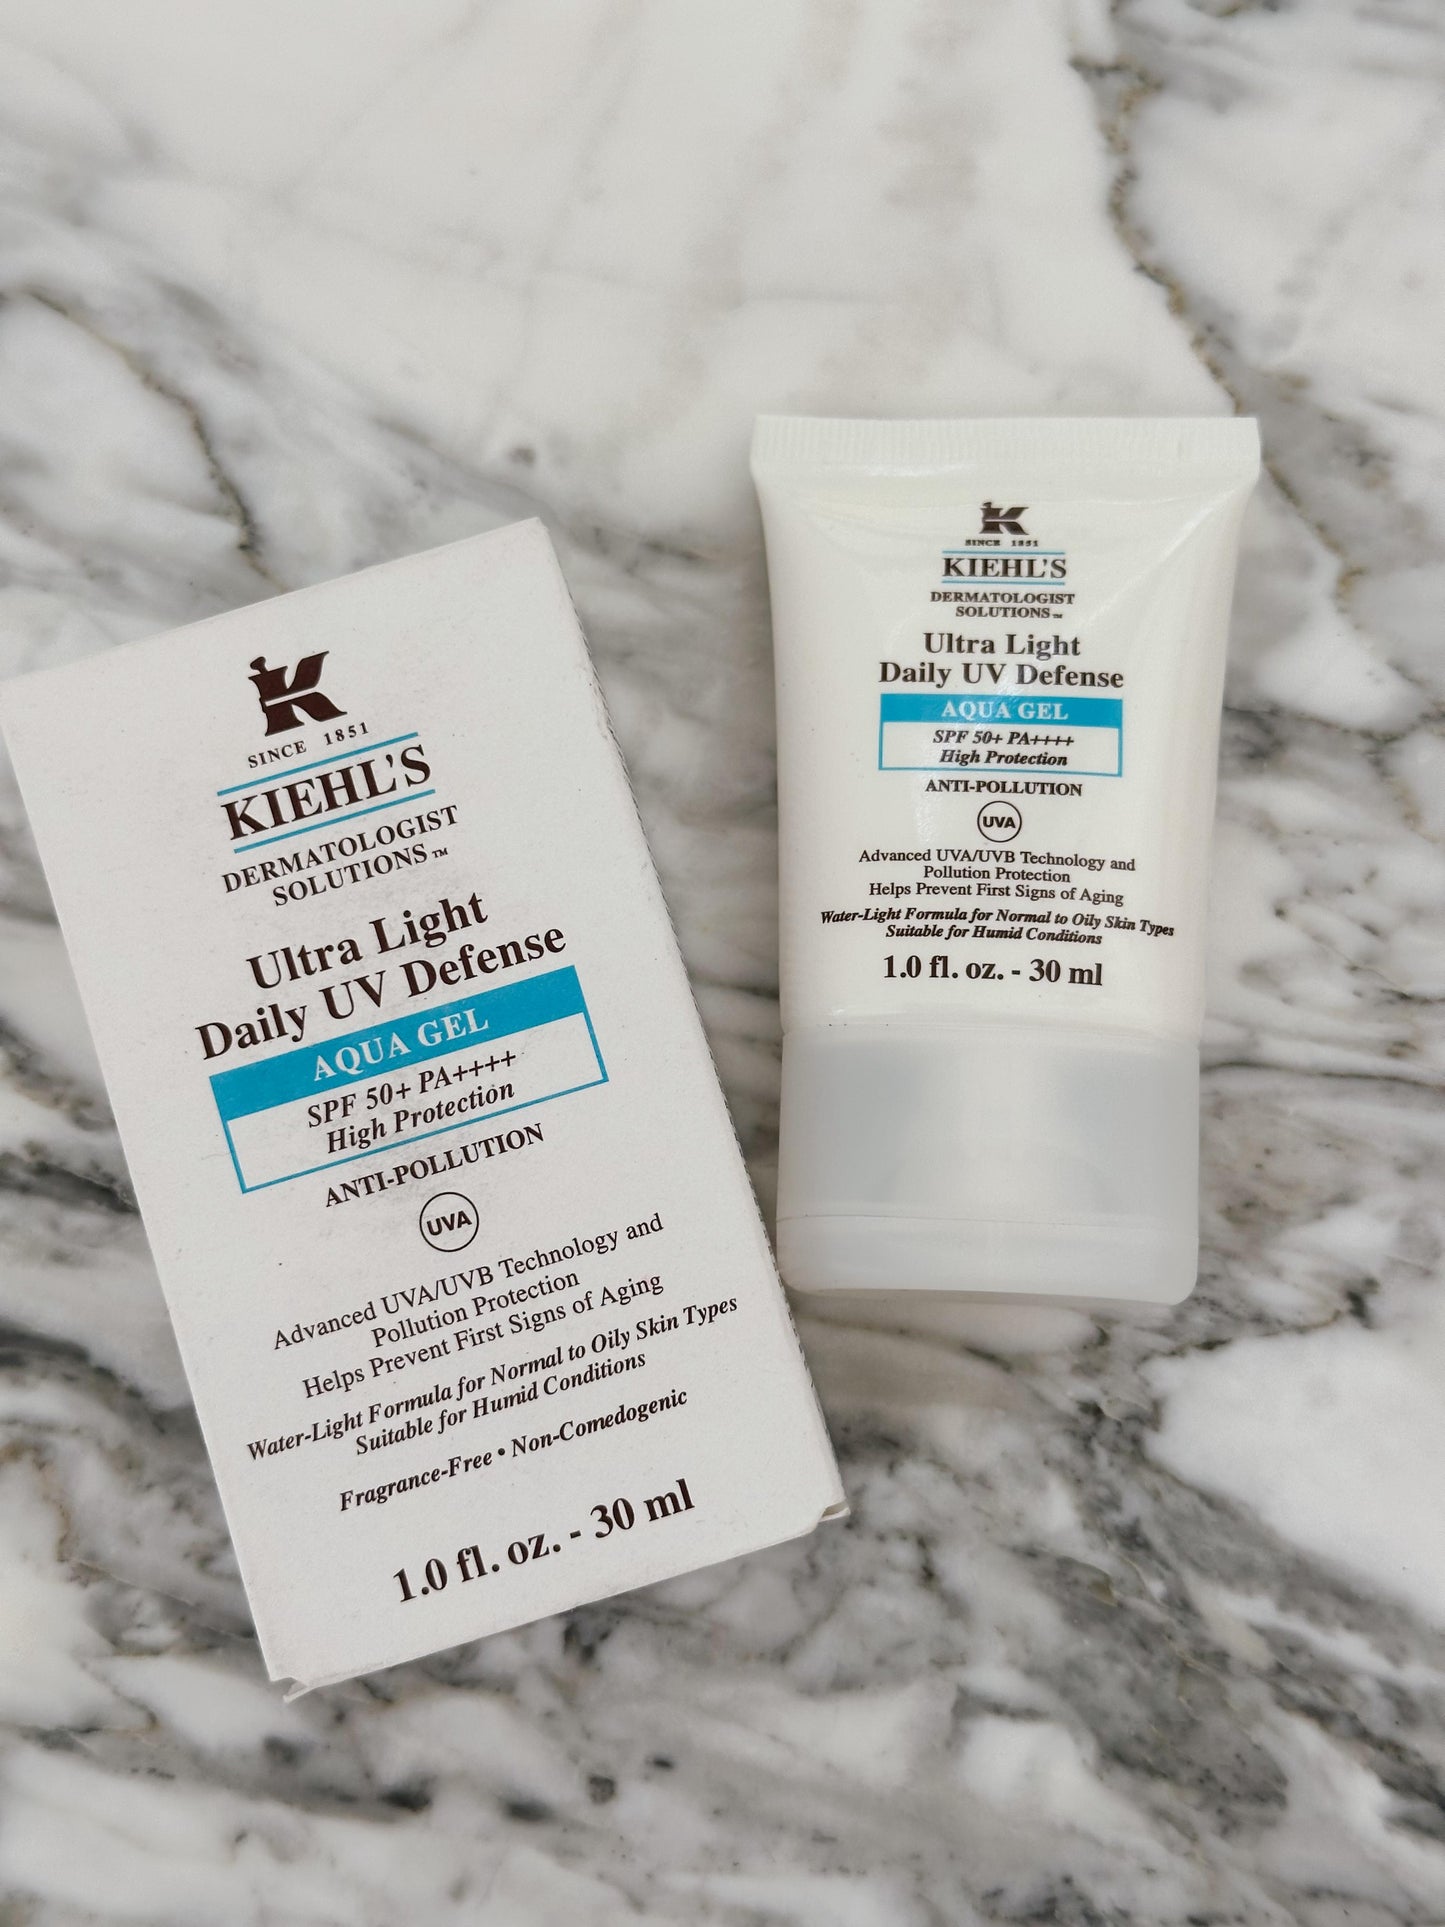 K
SINCE 1851
KIEHL'S
DERMATOLOGIST
SOLUTIONS™
Ultra Light
Daily UV Defense
AQUA GEL
SPF 50+ PA++++
High Protection
ANTI-POLLUTION
UVA
Advanced UVA/UVB Technology and
Pollution Protection
Helps Prevent First Signs of Aging
Water-Light Formula for Normal to Oily Skin Types
Suitable for Humid Conditions
Fragrance-Free • Non-Comedogenic
1.0 fl. oz. - 30 ml
K
SINCE 1851
KIEHL'S
DERMATOLOGIST
SOLUTIONS™
Ultra Light
Daily UV Defense
AQUA GEL
SPF 50+ PA++++
High Protection
ANTI-POLLUTION
UVA
Advanced UVA/UVB Technology and
Pollution Protection
Helps Prevent First Signs of Aging
Water-Light Formula for Normal to Oily Skin Types
Suitable for Humid Conditions
1.0 fl. oz. - 30 ml